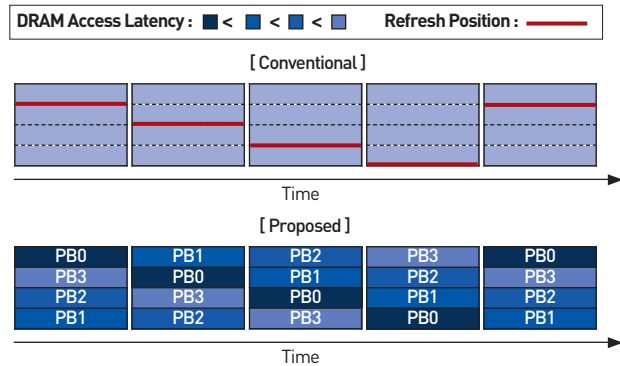 DRAM Access Latency : < < < Refresh Position :
[ Conventional ]
Time
[ Proposed ]
PB0 PB1 PB2 PB3 PB0
PB3 PB0 PB1 PB2 PB3
PB2 PB3 PB0 PB1 PB2
PB1 PB2 PB3 PB0 PB1
Time